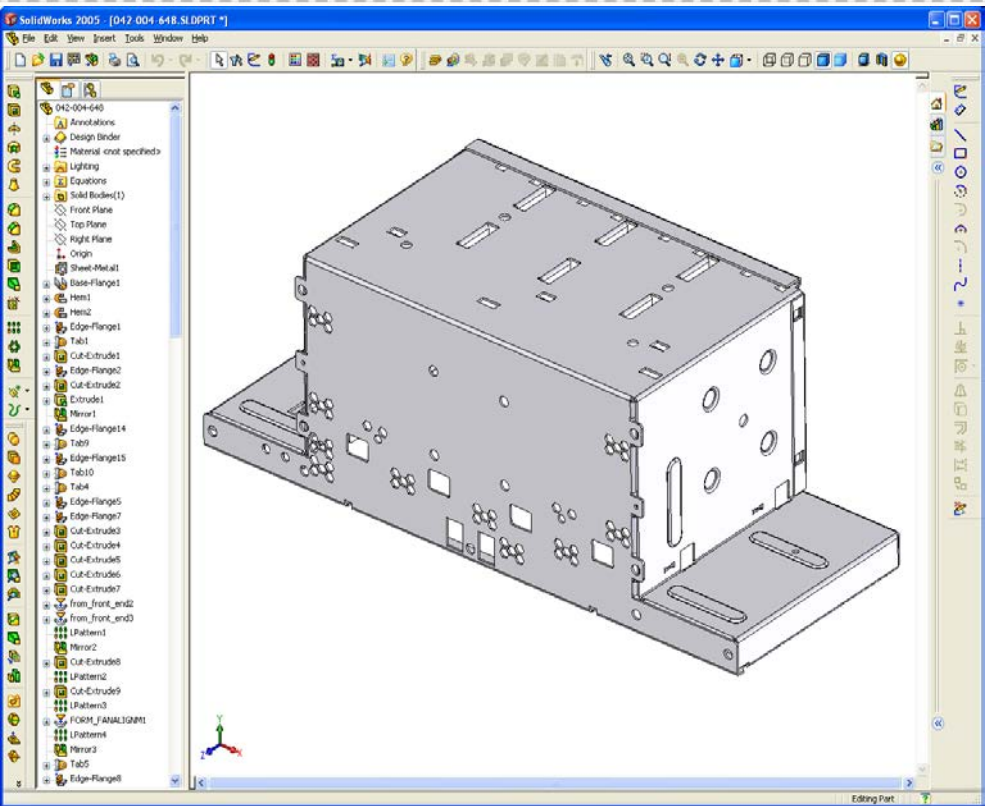 SolidWorks 2005 - [042-004-648.SLDPRT *]
File Edit View Insert Tools Window Help
042-004-648
Annotations
Design Binder
Material <not specified>
Lighting
Equations
Solid Bodies(1)
Front Plane
Top Plane
Right Plane
Origin
Sheet-Metal1
Base-Flange1
Hem1
Hem2
Edge-Flange1
Tab1
Cut-Extrude1
Edge-Flange2
Cut-Extrude2
Extrude1
Mirror1
Edge-Flange14
Tab9
Edge-Flange15
Tab10
Tab4
Edge-Flange5
Edge-Flange7
Cut-Extrude3
Cut-Extrude4
Cut-Extrude5
Cut-Extrude6
Cut-Extrude7
from_front_end2
from_front_end3
LPattern1
Mirror2
Cut-Extrude8
LPattern2
Cut-Extrude9
LPattern3
FORM_FANALIGNM1
LPattern4
Mirror3
Tab5
Edge-Flange8
Y
Z
X
Editing Part